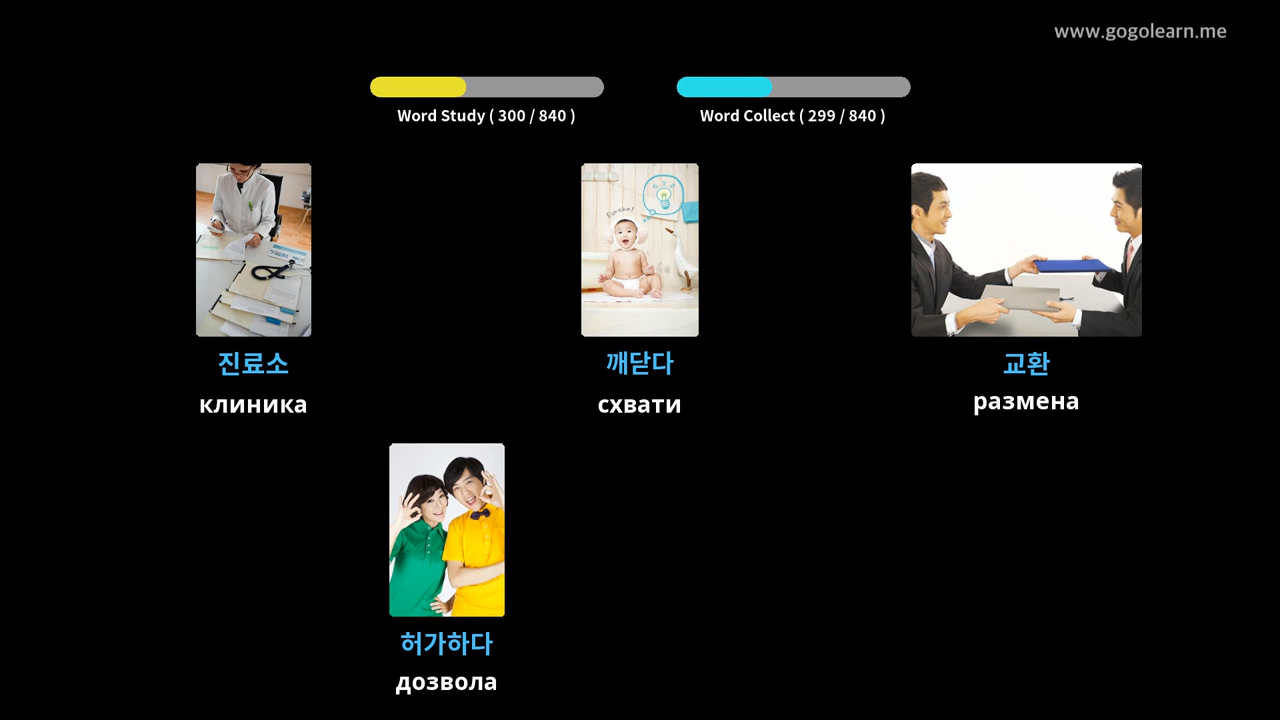 www.gogolearn.me
Word Study ( 300 / 840 )
Word Collect ( 299 / 840 )
Eureka!
진료소
клиника
깨닫다
схвати
교환
размена
허가하다
дозвола